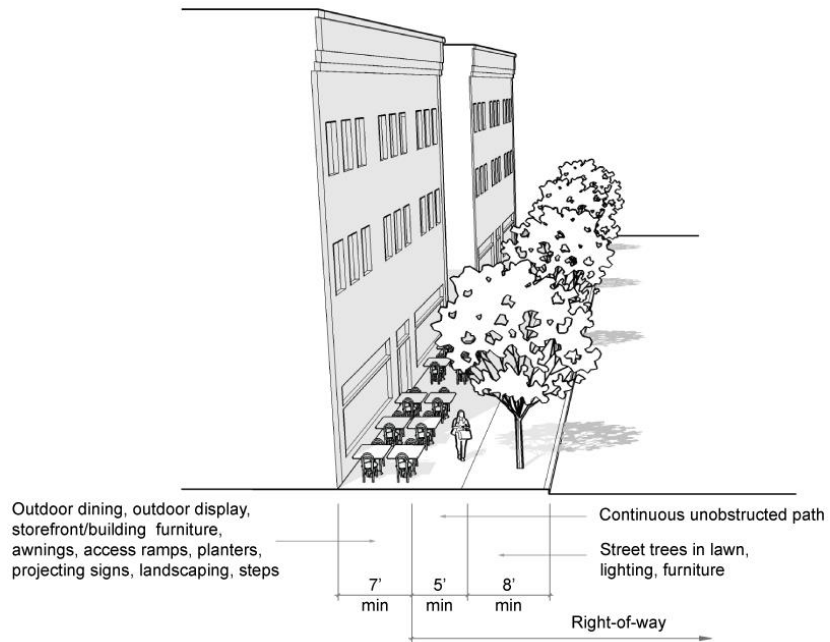 Outdoor dining, outdoor display,
storefront/building furniture,
awnings, access ramps, planters,
projecting signs, landscaping, steps
Continuous unobstructed path
Street trees in lawn,
lighting, furniture
7'
min
5'
min
8'
min
Right-of-way